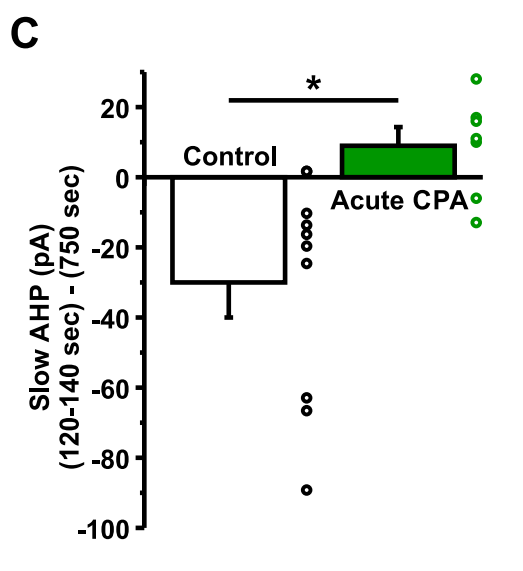 C
*
Control
Acute CPA
20
0
-20
-40
-60
-80
-100
Slow AHP (pA)
(120-140 sec) - (750 sec)